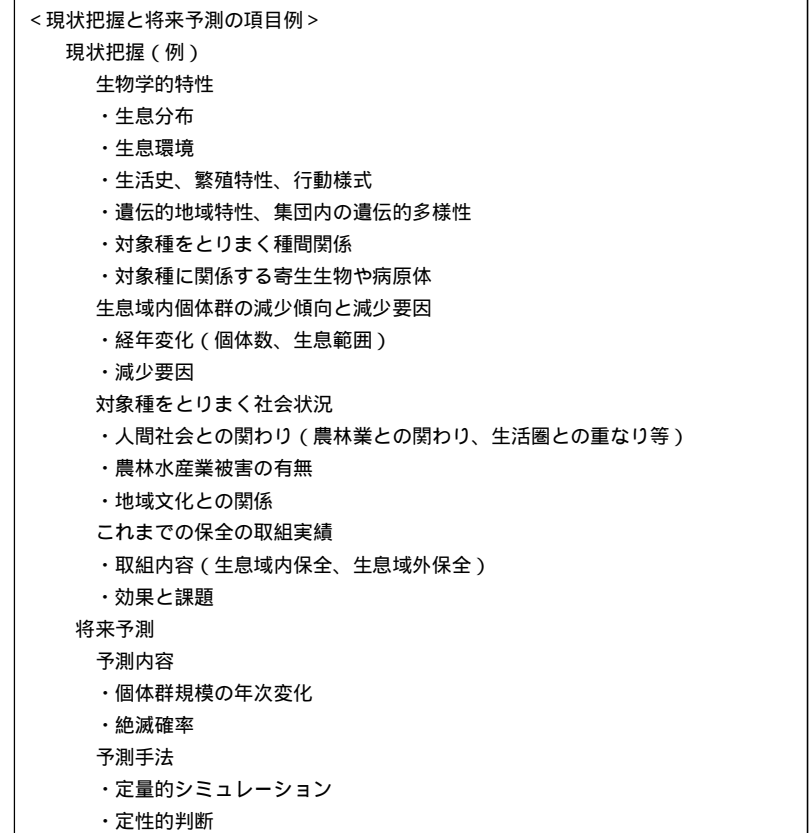 <現状把握と将来予測の項目例>
現状把握(例)
生物学的特性
・生息分布
・生息環境
・生活史、繁殖特性、行動様式
・遺伝的地域特性、集団内の遺伝的多様性
・対象種をとりまく種間関係
・対象種に関係する寄生生物や病原体
生息域内個体群の減少傾向と減少要因
・経年変化(個体数、生息範囲)
・減少要因
対象種をとりまく社会状況
・人間社会との関わり(農林業との関わり、生活圏との重なり等)
・農林水産業被害の有無
・地域文化との関係
これまでの保全の取組実績
・取組内容(生息域内保全、生息域外保全)
・効果と課題
将来予測
予測内容
・個体群規模の年次変化
・絶滅確率
予測手法
・定量的シミュレーション
・定性的判断